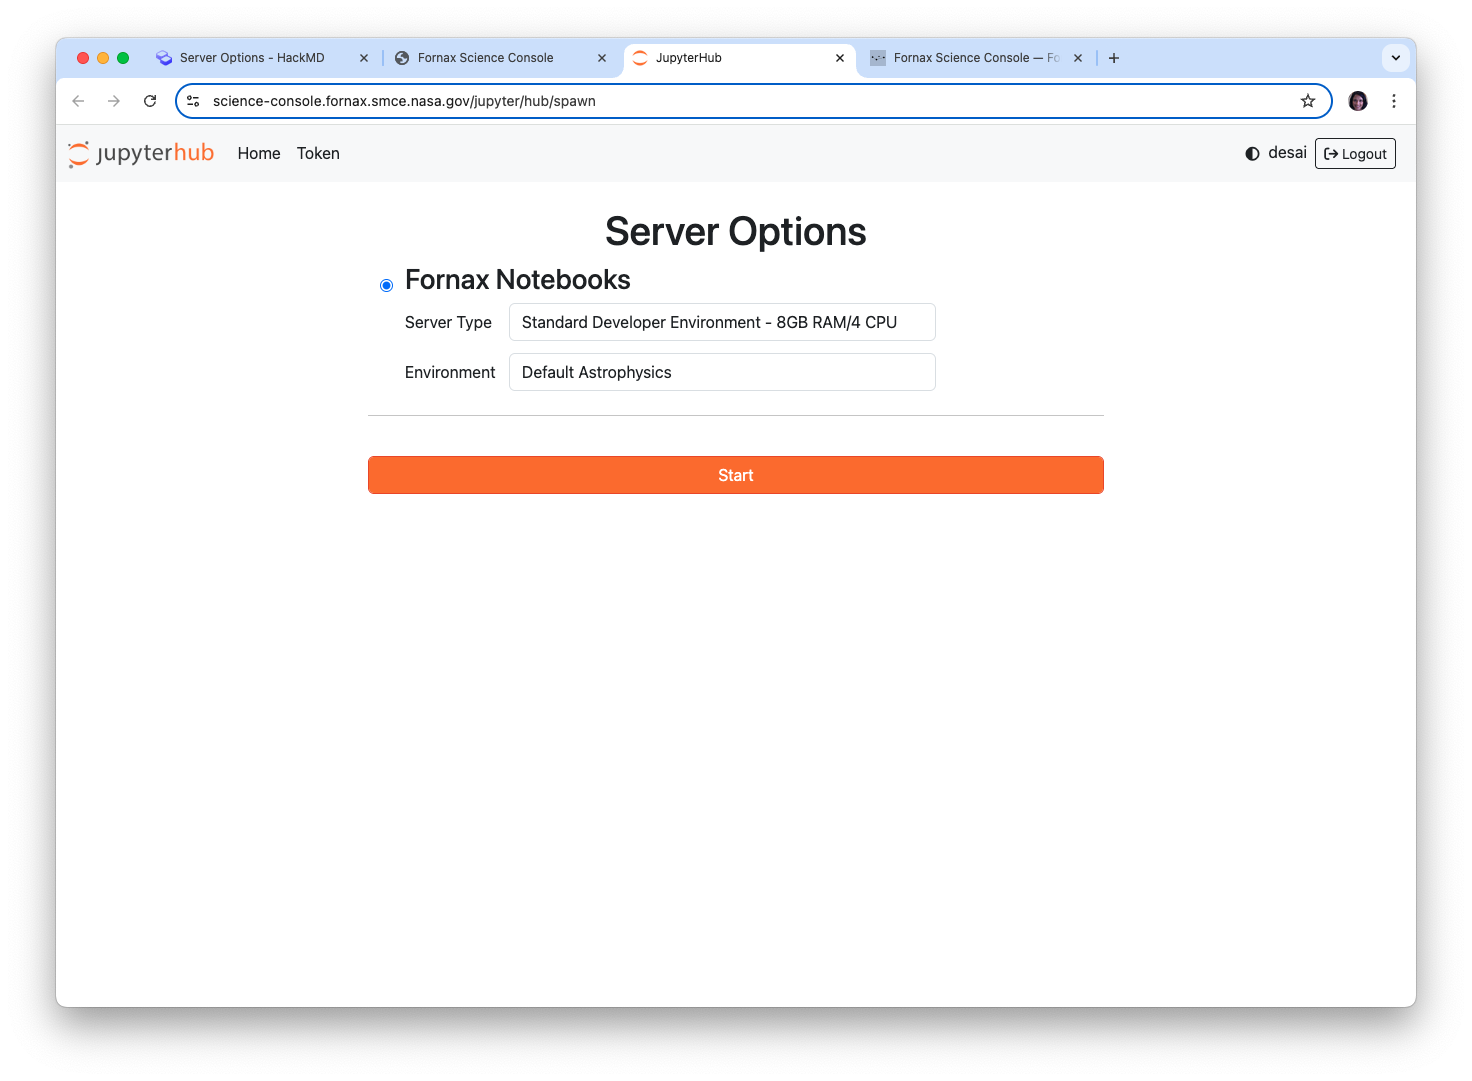 Server Options - HackMD
Fornax Science Console
JupyterHub
Fornax Science Console — Fo
science-console.fornax.smce.nasa.gov/jupyter/hub/spawn
jupyterhub Home Token
desai Logout
Server Options
Fornax Notebooks
Server Type Standard Developer Environment - 8GB RAM/4 CPU
Environment Default Astrophysics
Start